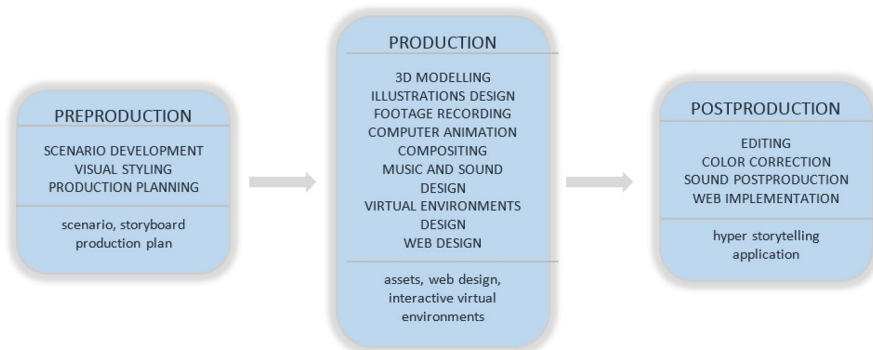 PREPRODUCTION
SCENARIO DEVELOPMENT
VISUAL STYLING
PRODUCTION PLANNING
scenario, storyboard
production plan
PRODUCTION
3D MODELLING
ILLUSTRATIONS DESIGN
FOOTAGE RECORDING
COMPUTER ANIMATION
COMPOSITING
MUSIC AND SOUND
DESIGN
VIRTUAL ENVIRONMENTS
DESIGN
WEB DESIGN
assets, web design,
interactive virtual
environments
POSTPRODUCTION
EDITING
COLOR CORRECTION
SOUND POSTPRODUCTION
WEB IMPLEMENTATION
hyper storytelling
application